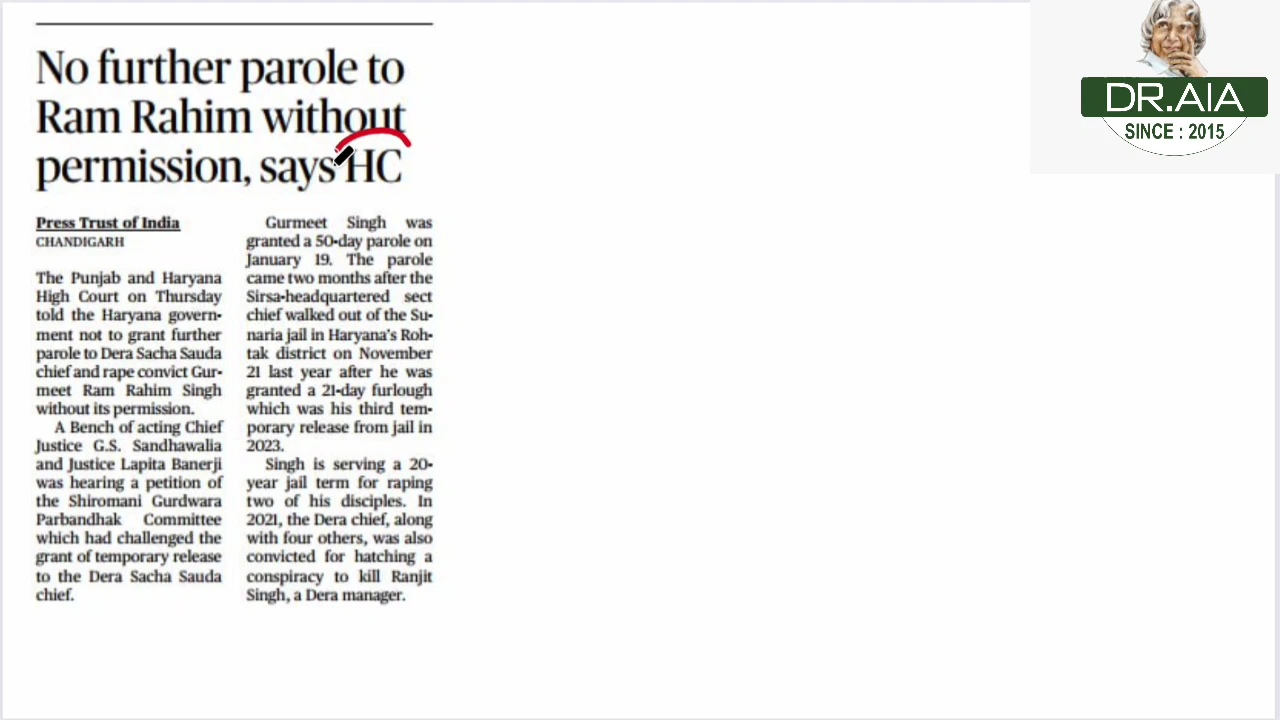 No further parole to
Ram Rahim without
permission, says HC
Press Trust of India
CHANDIGARH
The Punjab and Haryana
High Court on Thursday
told the Haryana govern-
ment not to grant further
parole to Dera Sacha Sauda
chief and rape convict Gur-
meet Ram Rahim Singh
without its permission.
A Bench of acting Chief
Justice G.S. Sandhawalia
and Justice Lapita Banerji
was hearing a petition of
the Shiromani Gurdwara
Parbandhak Committee
which had challenged the
grant of temporary release
to the Dera Sacha Sauda
chief.
Gurmeet Singh was
granted a 50-day parole on
January 19. The parole
came two months after the
Sirsa-headquartered sect
chief walked out of the Su-
naria jail in Haryana's Roh-
tak district on November
21 last year after he was
granted a 21-day furlough
which was his third tem-
porary release from jail in
2023.
Singh is serving a 20-
year jail term for raping
two of his disciples. In
2021, the Dera chief, along
with four others, was also
convicted for hatching a
conspiracy to kill Ranjit
Singh, a Dera manager.
DR.AIA
SINCE : 2015